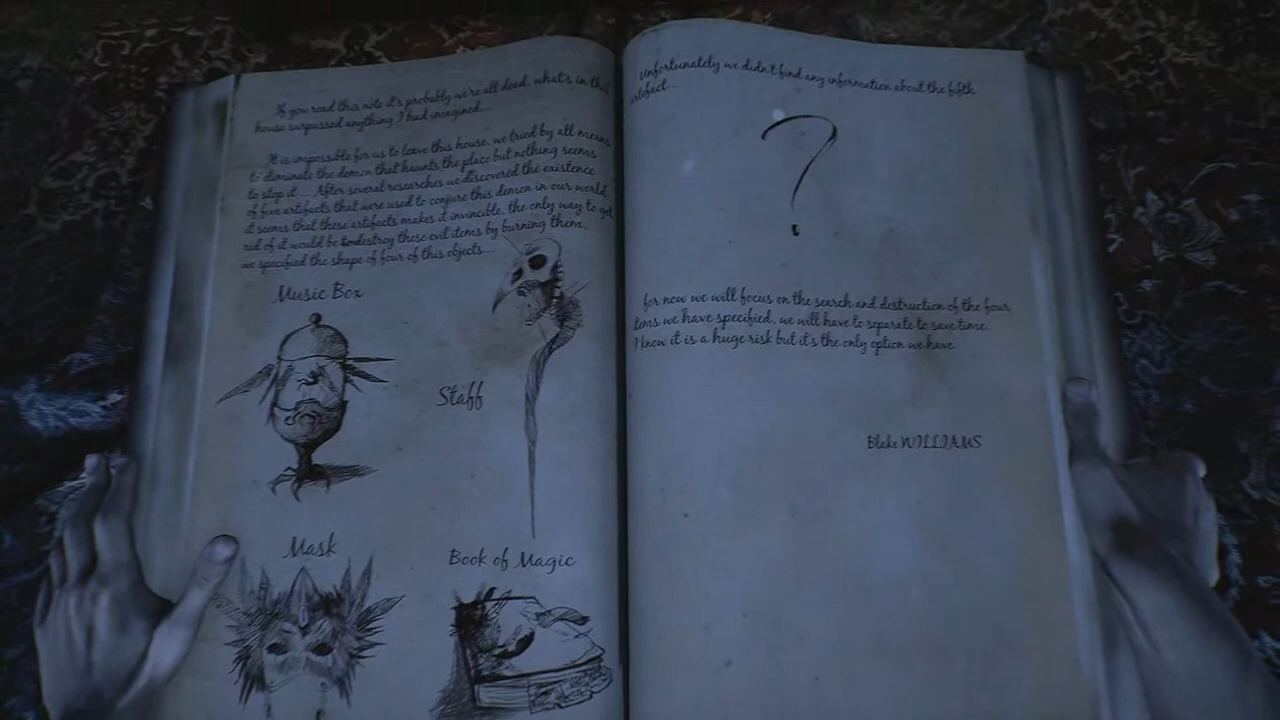 If you read this note it's probably we're all dead, what's in this
house surpassed anything I had imagined...
It is impossible for us to leave this house, we tried by all means
to eliminate the demon that haunts the place but nothing seems
to stop it... After several researches we discovered the existence
of five artifacts that were used to conjure this demon in our world,
it seems that these artifacts makes it invincible, the only way to get
rid of it would be to destroy these evil items by burning them,
we specified the shape of four of this objects...
Music Box
Staff
Mask
Book of Magic
Unfortunately we didn't find any information about the fifth
artefact...
?
for now we will focus on the search and destruction of the four
items we have specified, we will have to separate to save time.
I know it is a huge risk but it's the only option we have.
Blake WILLIAMS